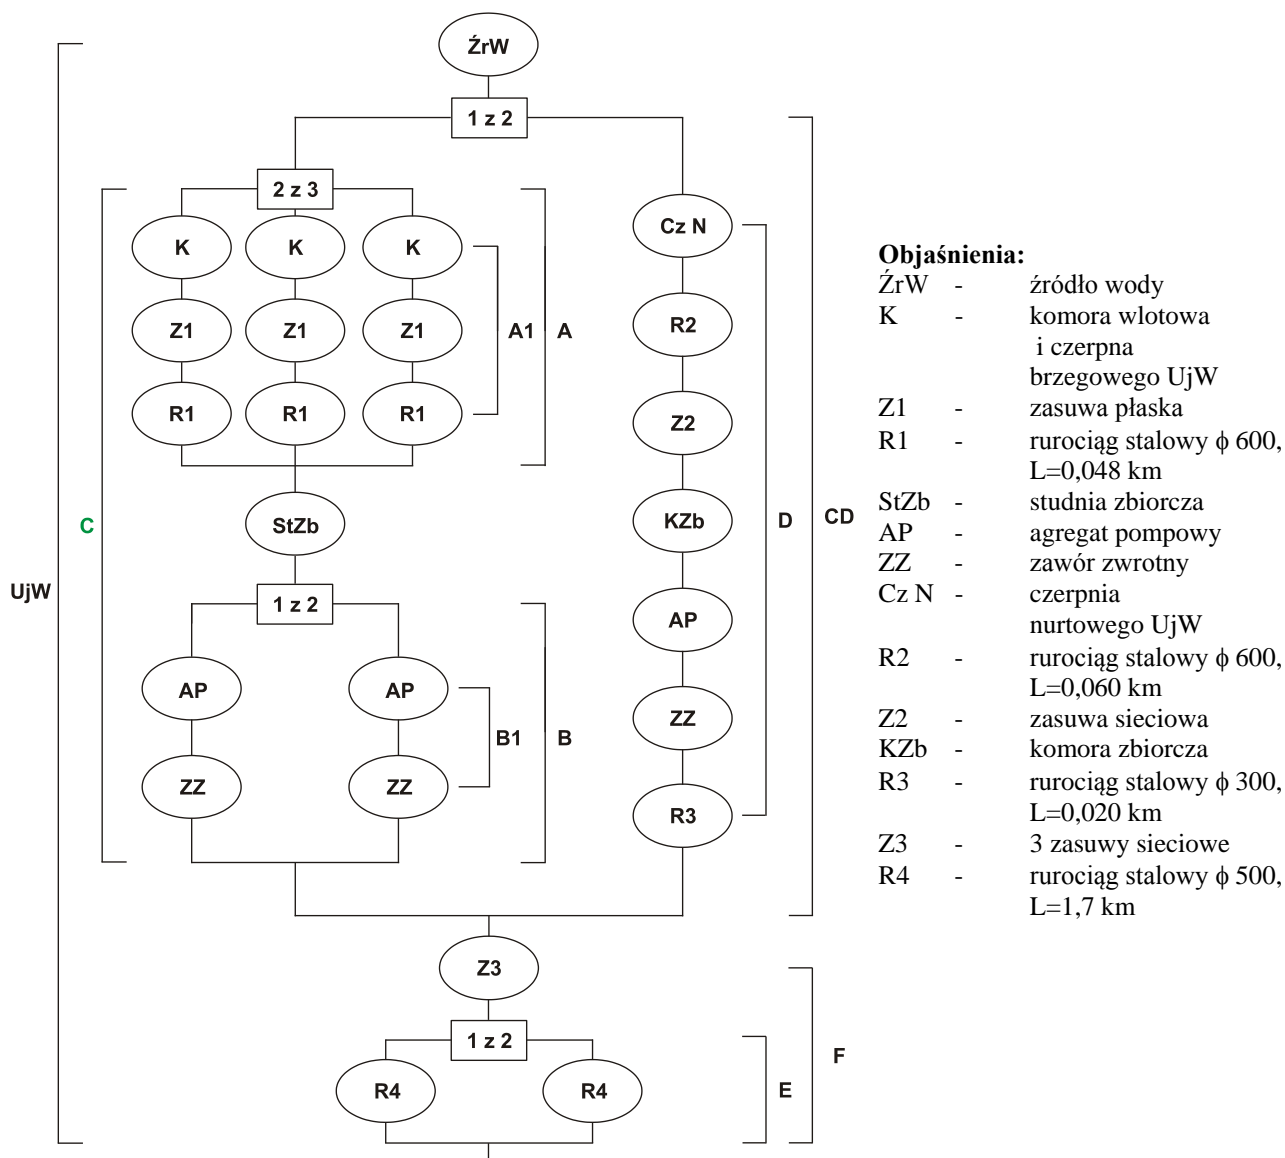 ŹrW
1 z 2
2 z 3
K K K
Z1 Z1 Z1
R1 R1 R1
A1
A
StZb
1 z 2
AP AP
ZZ ZZ
B1
B
C
Cz N
R2
Z2
KZb
AP
ZZ
R3
D
CD
UjW
Z3
1 z 2
R4 R4
E
F
Objaśnienia:
ŹrW - źródło wody
K - komora wlotowa
i czerpna
brzegowego UjW
Z1 - zasuwa płaska
R1 - rurociąg stalowy ϕ 600,
L=0,048 km
StZb - studnia zbiorcza
AP - agregat pompowy
ZZ - zawór zwrotny
Cz N - czerpnia
nurtowego UjW
R2 - rurociąg stalowy ϕ 600,
L=0,060 km
Z2 - zasuwa sieciowa
KZb - komora zbiorcza
R3 - rurociąg stalowy ϕ 300,
L=0,020 km
Z3 - 3 zasuwy sieciowe
R4 - rurociąg stalowy ϕ 500,
L=1,7 km